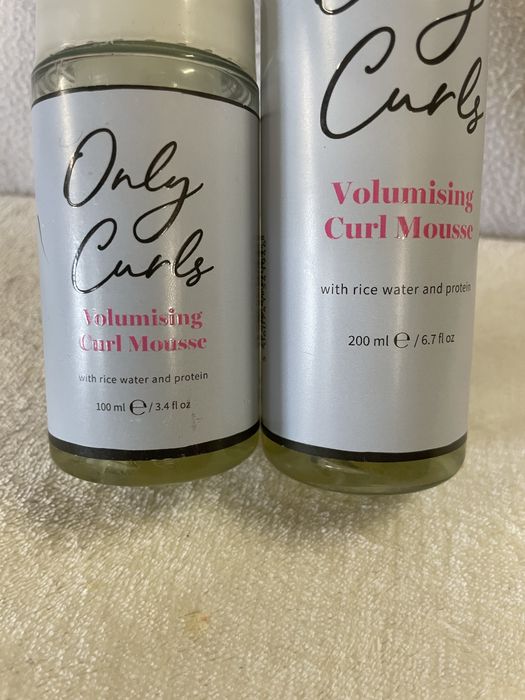 Only
Curls
Volumising
Curl Mousse
with rice water and protein
100 ml ℮ / 3.4 fl oz
Curls
Volumising
Curl Mousse
with rice water and protein
200 ml ℮ / 6.7 fl oz